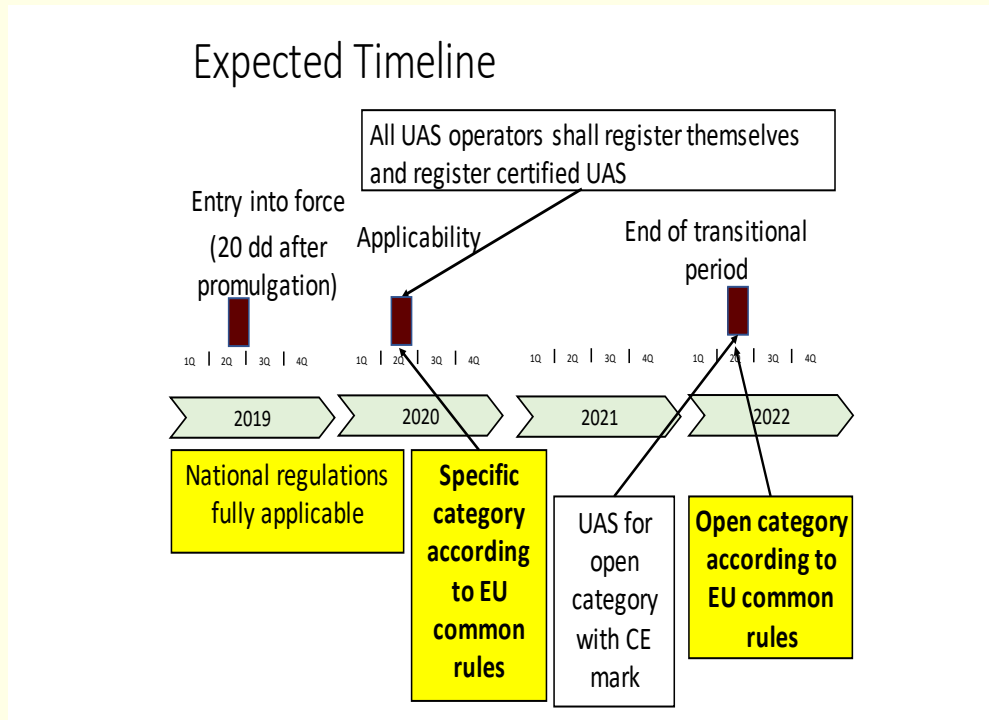 Expected Timeline
All UAS operators shall register themselves
and register certified UAS
Entry into force
(20 dd after
promulgation)
Applicability
End of transitional
period
1Q 2Q 3Q 4Q
1Q 2Q 3Q 4Q
1Q 2Q 3Q 4Q
1Q 2Q 3Q 4Q
2019
2020
2021
2022
National regulations
fully applicable
Specific
category
according
to EU
common
rules
UAS for
open
category
with CE
mark
Open category
according to
EU common
rules